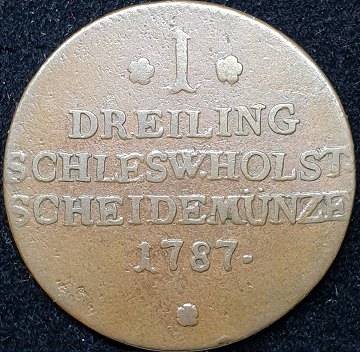 1
DREILING
SCHLESW.HOLST
SCHEIDEMÜNZE
1787.